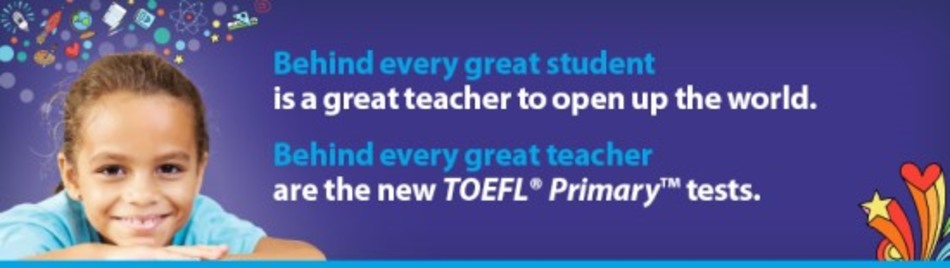 Behind every great student
is a great teacher to open up the world.
Behind every great teacher
are the new TOEFL® Primary™ tests.